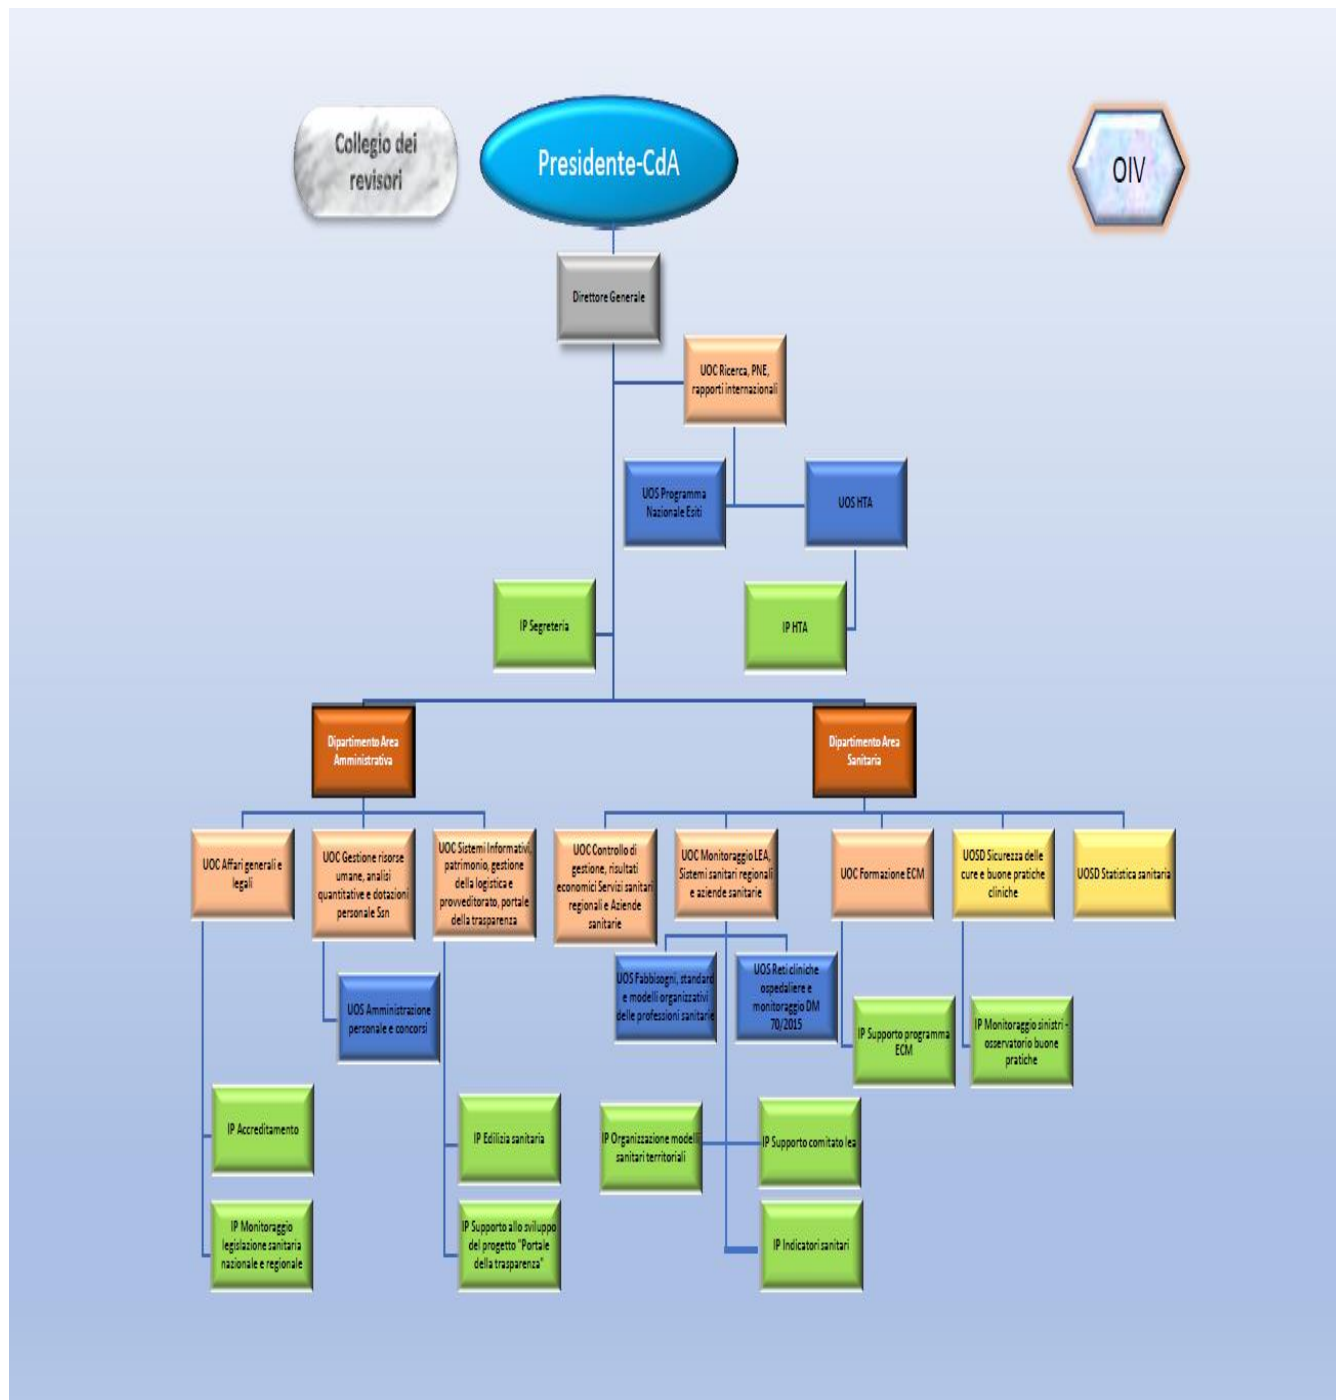 Collegio dei
revisori
Presidente-CdA
OIV
Direttore Generale
UOC Ricerca, PNE,
rapporti internazionali
UOS Programma
Nazionale Esiti
UOS HTA
IP Segreteria
IP HTA
Dipartimento Area
Amministrativa
Dipartimento Area
Sanitaria
UOC Affari generali e
legali
UOC Gestione risorse
umane, analisi
quantitative e dotazioni
personale Ssn
UOC Sistemi Informativi,
patrimonio, gestione
della logistica e
provveditorato, portale
della trasparenza
UOC Controllo di
gestione, risultati
economici Servizi sanitari
regionali e Aziende
sanitarie
UOC Monitoraggio LEA,
Sistemi sanitari regionali
e aziende sanitarie
UOC Formazione ECM
UOSD Sicurezza delle
cure e buone pratiche
cliniche
UOSD Statistica sanitaria
UOS Amministrazione
personale e concorsi
UOS Fabbisogni, standard
e modelli organizzativi
delle professioni sanitarie
UOS Reti cliniche
ospedaliere e
monitoraggio DM
70/2015
IP Supporto programma
ECM
IP Monitoraggio sinistri -
osservatorio buone
pratiche
IP Accreditamento
IP Edilizia sanitaria
IP Organizzazione modelli
sanitari territoriali
IP Supporto comitato lea
IP Monitoraggio
legislazione sanitaria
nazionale e regionale
IP Supporto allo sviluppo
del progetto "Portale
della trasparenza"
IP Indicatori sanitari